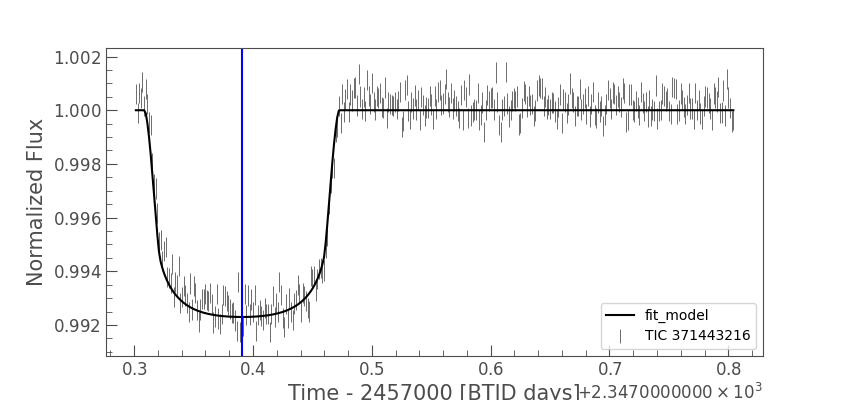 1.002
1.000
0.998
0.996
0.994
0.992
Normalized Flux
fit_model
TIC 371443216
0.3 0.4 0.5 0.6 0.7 0.8
Time - 2457000 [BTJD days]
+2.3470000000 × 10³